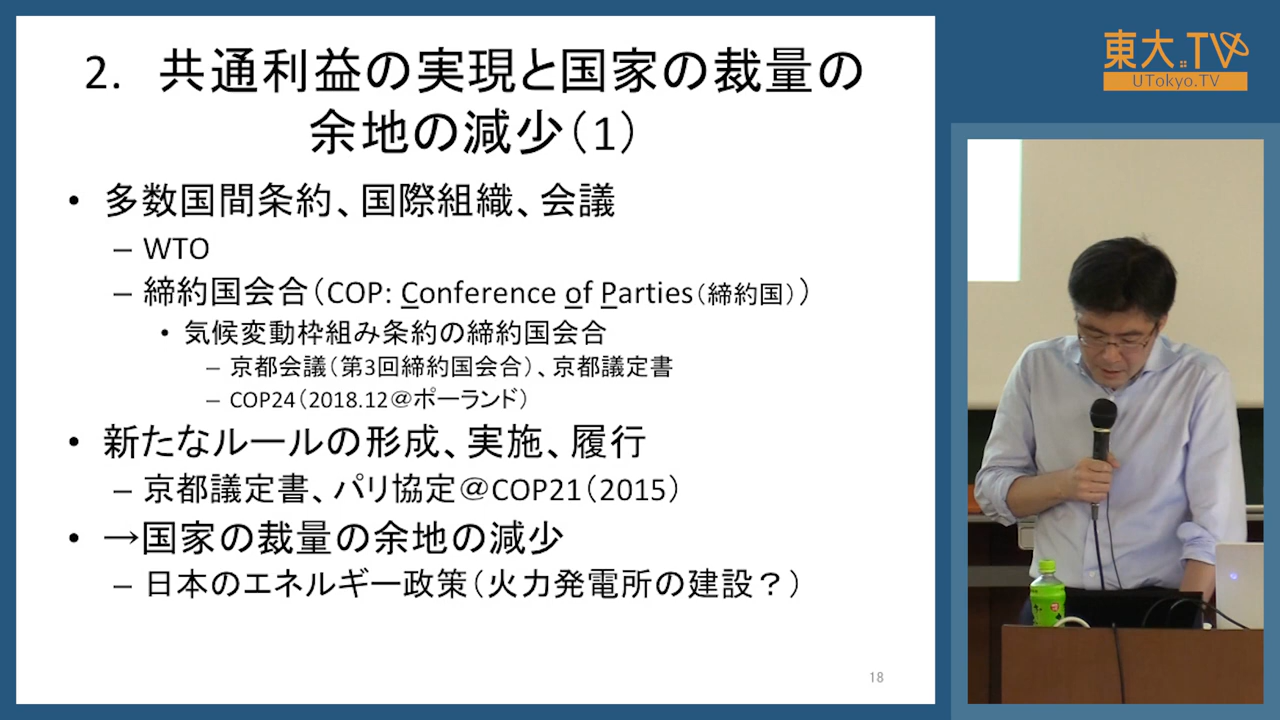 2. 共通利益の実現と国家の裁量の
余地の減少（1）
• 多数国間条約、国際組織、会議
– WTO
– 締約国会合（COP: Conference of Parties（締約国））
• 気候変動枠組み条約の締約国会合
– 京都会議（第3回締約国会合）、京都議定書
– COP24（2018.12＠ポーランド）
• 新たなルールの形成、実施、履行
– 京都議定書、パリ協定＠COP21（2015）
• →国家の裁量の余地の減少
– 日本のエネルギー政策（火力発電所の建設？）
18
東大.TV
UTokyo.TV